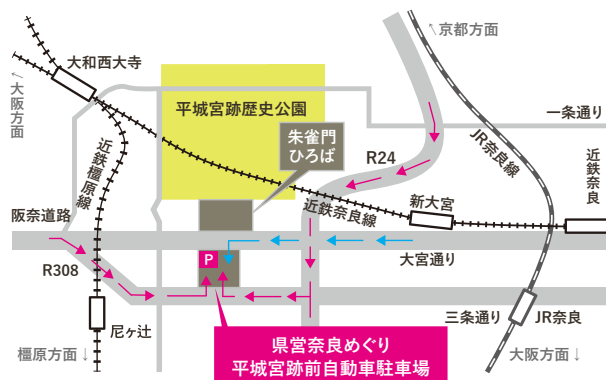 ↑京都方面
大和西大寺
↑大阪方面
平城宮跡歴史公園
朱雀門
ひろば
一条通り
R24
JR奈良線
近鉄奈良
近鉄橿原線
近鉄奈良線
新大宮
阪奈道路
大宮通り
P
R308
尼ヶ辻
三条通り
JR奈良
県営奈良めぐり
平城宮跡前自動車駐車場
橿原方面↓
大阪方面↓